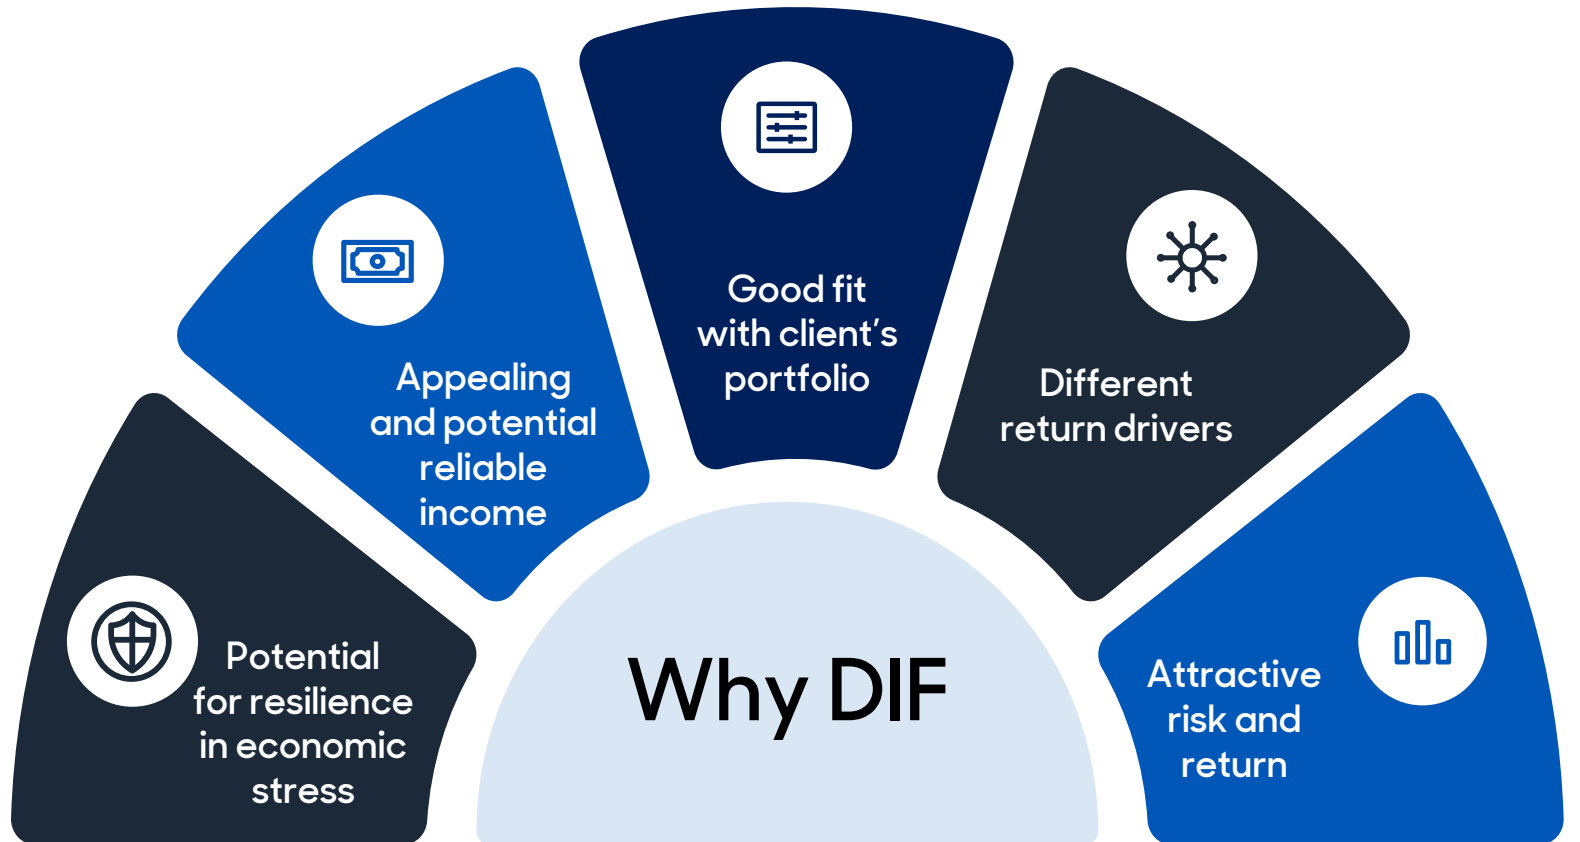 Potential
for resilience
in economic
stress
Appealing
and potential
reliable
income
Good fit
with client’s
portfolio
Different
return drivers
Attractive
risk and
return
Why DIF